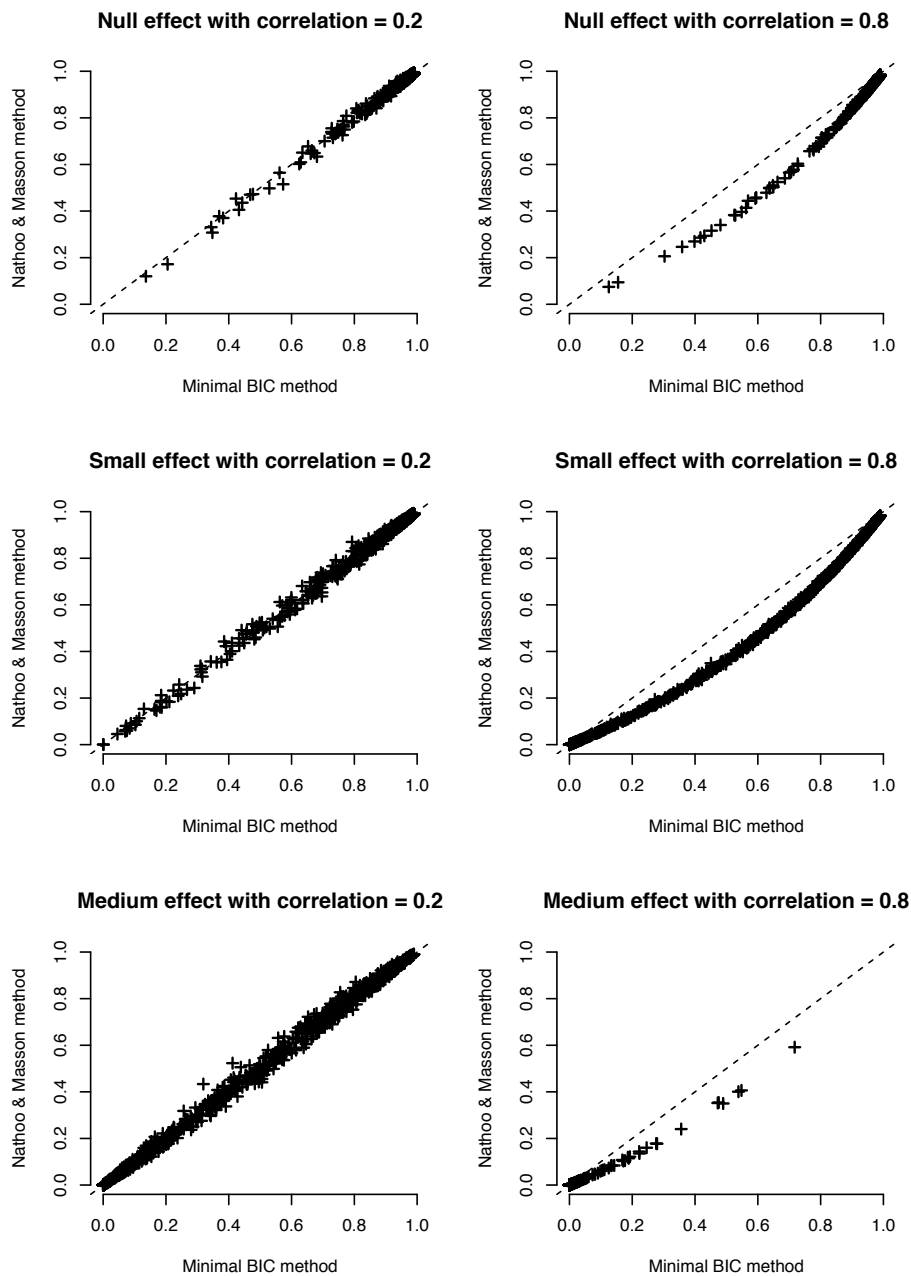 Null effect with correlation = 0.2
Nathoo & Masson method
1.0
0.8
0.6
0.4
0.2
0.0
0.0 0.2 0.4 0.6 0.8 1.0
Minimal BIC method
Null effect with correlation = 0.8
Nathoo & Masson method
1.0
0.8
0.6
0.4
0.2
0.0
0.0 0.2 0.4 0.6 0.8 1.0
Minimal BIC method
Small effect with correlation = 0.2
Nathoo & Masson method
1.0
0.8
0.6
0.4
0.2
0.0
0.0 0.2 0.4 0.6 0.8 1.0
Minimal BIC method
Small effect with correlation = 0.8
Nathoo & Masson method
1.0
0.8
0.6
0.4
0.2
0.0
0.0 0.2 0.4 0.6 0.8 1.0
Minimal BIC method
Medium effect with correlation = 0.2
Nathoo & Masson method
1.0
0.8
0.6
0.4
0.2
0.0
0.0 0.2 0.4 0.6 0.8 1.0
Minimal BIC method
Medium effect with correlation = 0.8
Nathoo & Masson method
1.0
0.8
0.6
0.4
0.2
0.0
0.0 0.2 0.4 0.6 0.8 1.0
Minimal BIC method